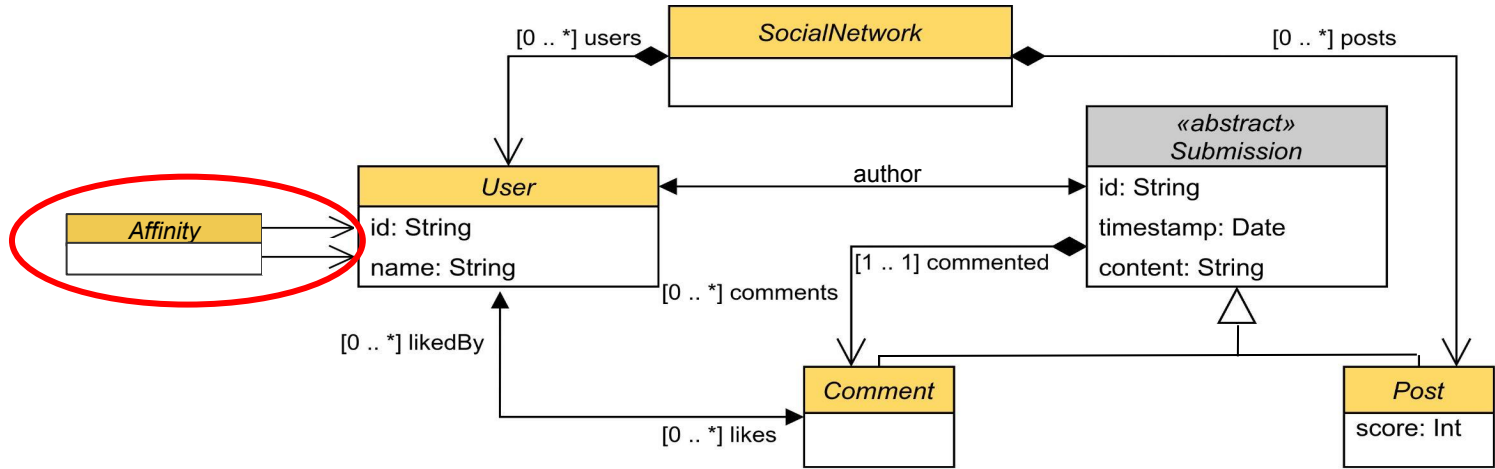 [0 .. *] users
SocialNetwork
[0 .. *] posts
«abstract»
Submission
id: String
timestamp: Date
content: String
author
User
id: String
name: String
Affinity
[1 .. 1] commented
[0 .. *] comments
[0 .. *] likedBy
[0 .. *] likes
Comment
Post
score: Int